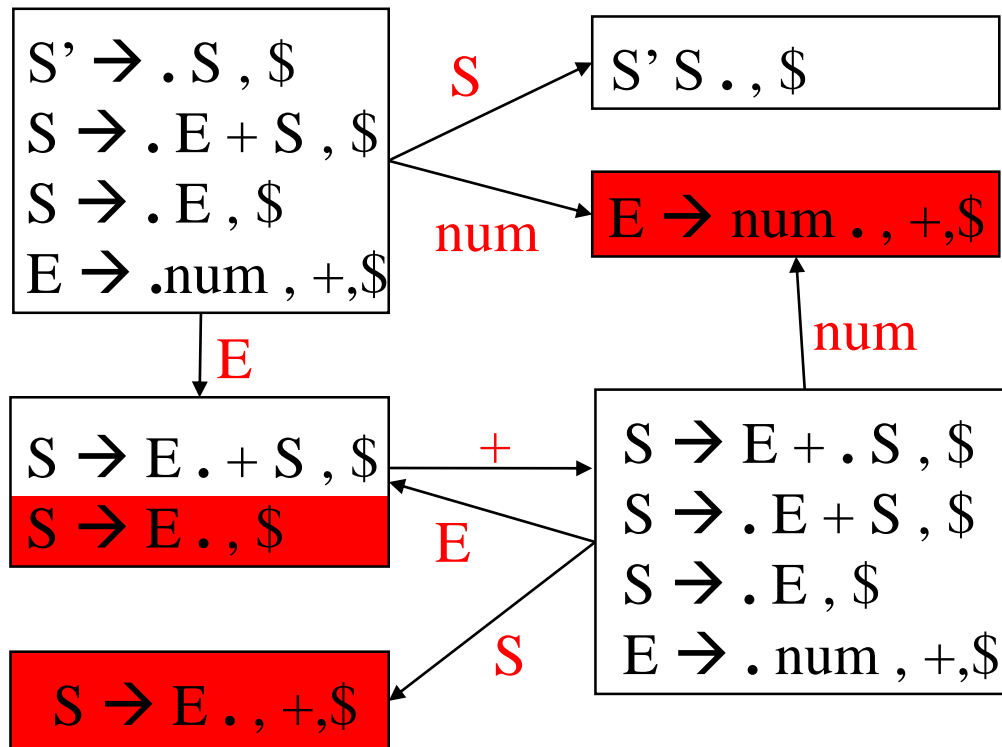 S’ → . S , $
S → . E + S , $
S → . E , $
E → .num , +,$
S
S’ S . , $
num
E → num . , +,$
E
num
S → E . + S , $
S → E . , $
+
E
S → E + . S , $
S → . E + S , $
S → . E , $
E → . num , +,$
S
S → E . , +,$